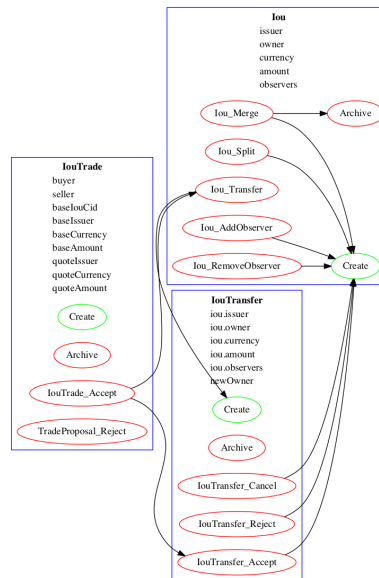 Iou
issuer
owner
currency
amount
observers
Iou_Merge
Archive
Iou_Split
Iou_Transfer
Iou_AddObserver
Iou_RemoveObserver
Create
IouTrade
buyer
seller
baseIouCid
baseIssuer
baseCurrency
baseAmount
quoteIssuer
quoteCurrency
quoteAmount
Create
Archive
IouTrade_Accept
TradeProposal_Reject
IouTransfer
iou.issuer
iou.owner
iou.currency
iou.amount
iou.observers
newOwner
Create
Archive
IouTransfer_Cancel
IouTransfer_Reject
IouTransfer_Accept